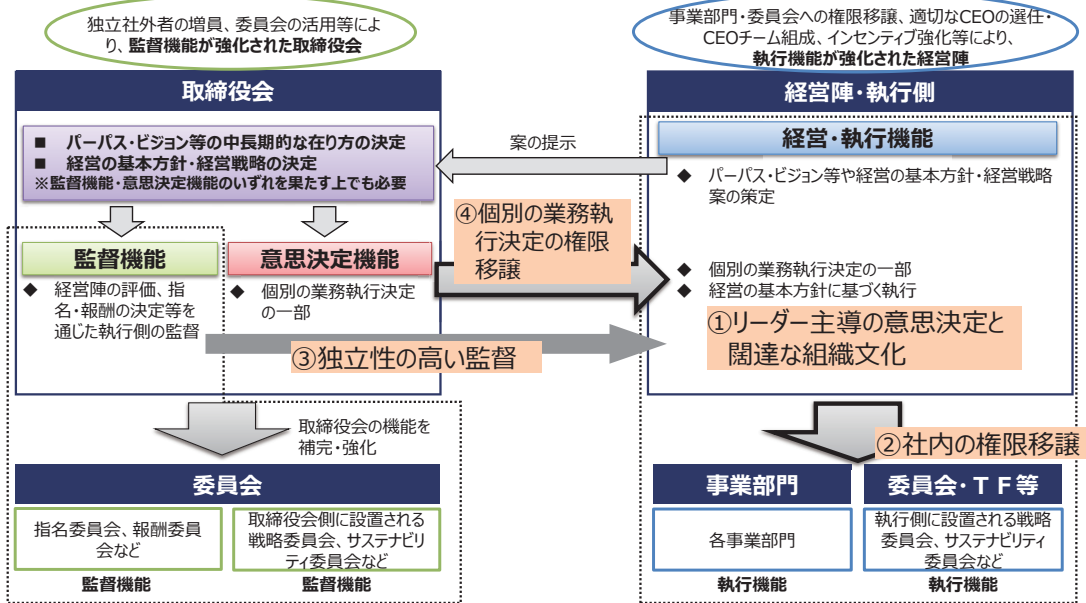 独立社外者の増員、委員会の活用等によ
り、監督機能が強化された取締役会
事業部門・委員会への権限移譲、適切なCEOの選任・
CEOチーム組成、インセンティブ強化等により、
執行機能が強化された経営陣
取締役会
■ パーパス・ビジョン等の中長期的な在り方の決定
■ 経営の基本方針・経営戦略の決定
※監督機能・意思決定機能のいずれを果たす上でも必要
監督機能
◆ 経営陣の評価、指
名・報酬の決定等を
通じた執行側の監督
意思決定機能
◆ 個別の業務執行決定
の一部
案の提示
④個別の業務執
行決定の権限
移譲
③独立性の高い監督
経営陣・執行側
経営・執行機能
◆ パーパス・ビジョン等や経営の基本方針・経営戦略
案の策定
◆ 個別の業務執行決定の一部
◆ 経営の基本方針に基づく執行
①リーダー主導の意思決定と
闊達な組織文化
取締役会の機能を
補完・強化
②社内の権限移譲
委員会
指名委員会、報酬委員
会など
監督機能
取締役会側に設置される
戦略委員会、サステナビリ
ティ委員会など
監督機能
事業部門
各事業部門
執行機能
委員会・TF等
執行側に設置される戦略
委員会、サステナビリティ
委員会など
執行機能